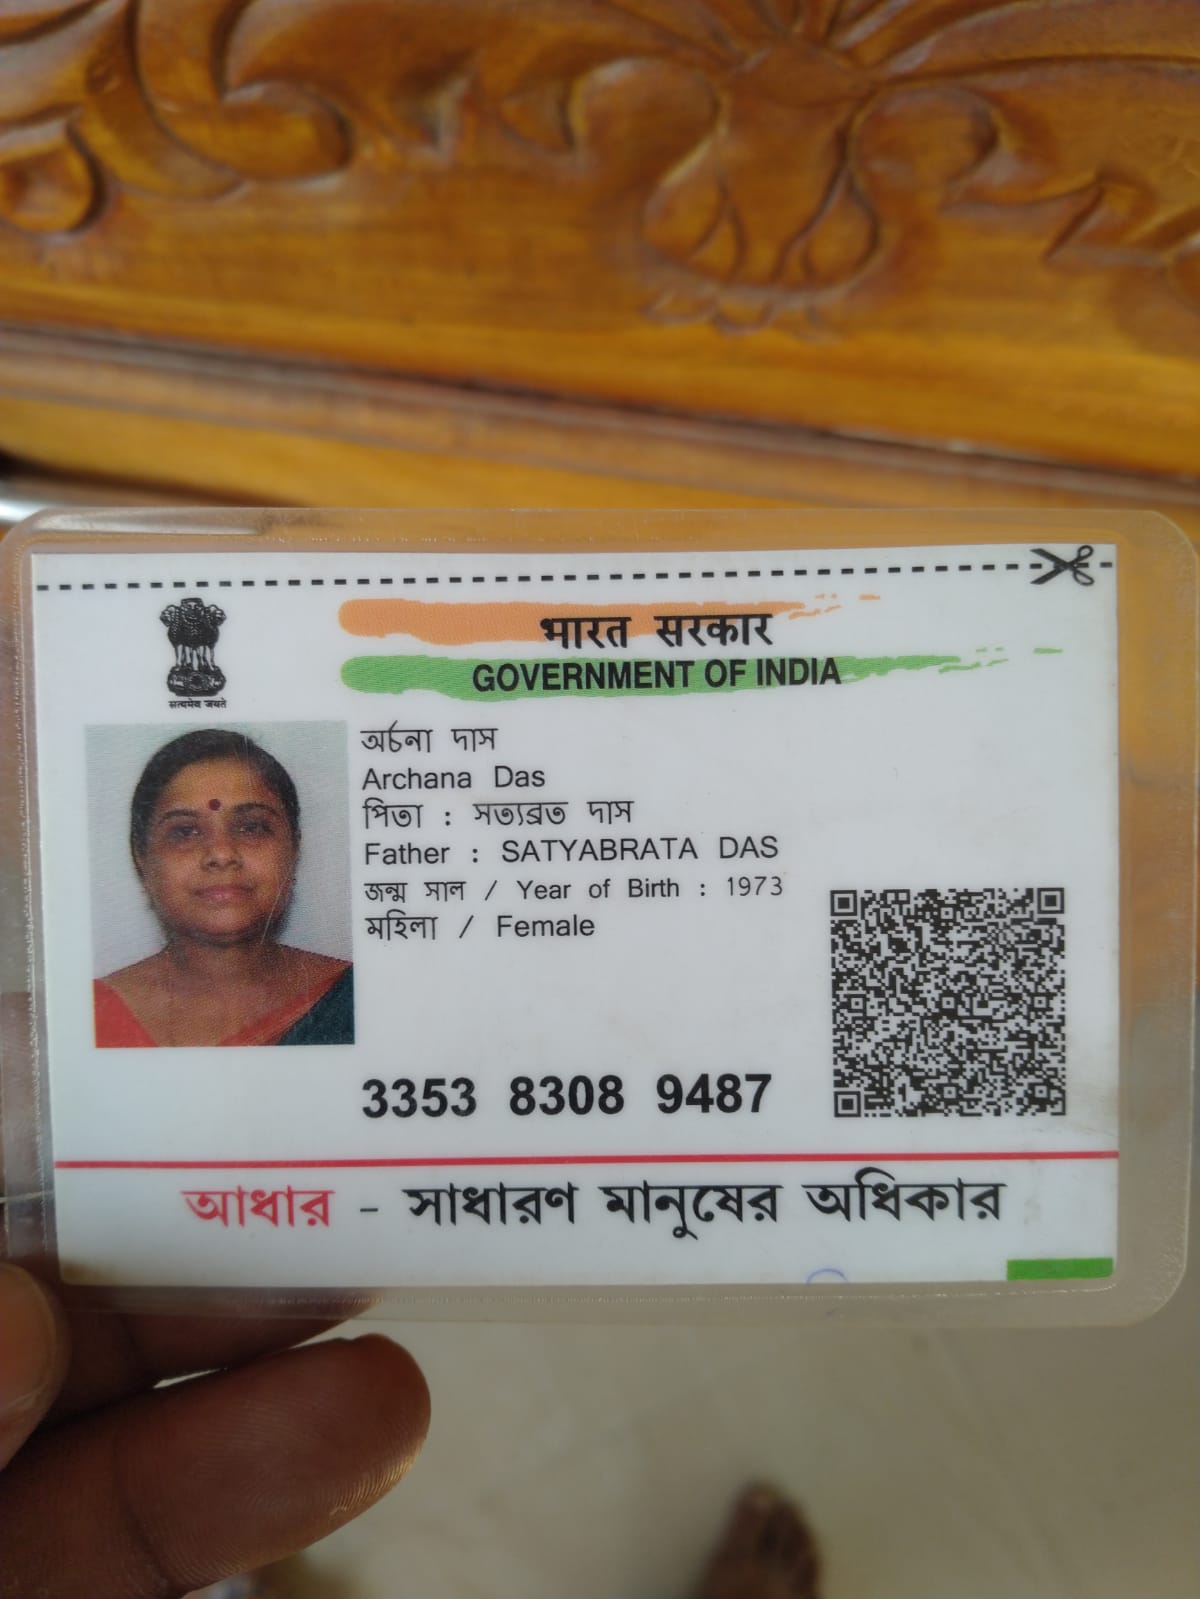 भारत सरकार
GOVERNMENT OF INDIA
सत्यमेव जयते
অর্চনা দাস
Archana Das
পিতা : সত্যব্রত দাস
Father : SATYABRATA DAS
জন্ম সাল / Year of Birth : 1973
মহিলা / Female
3353 8308 9487
আধার - সাধারণ মানুষের অধিকার